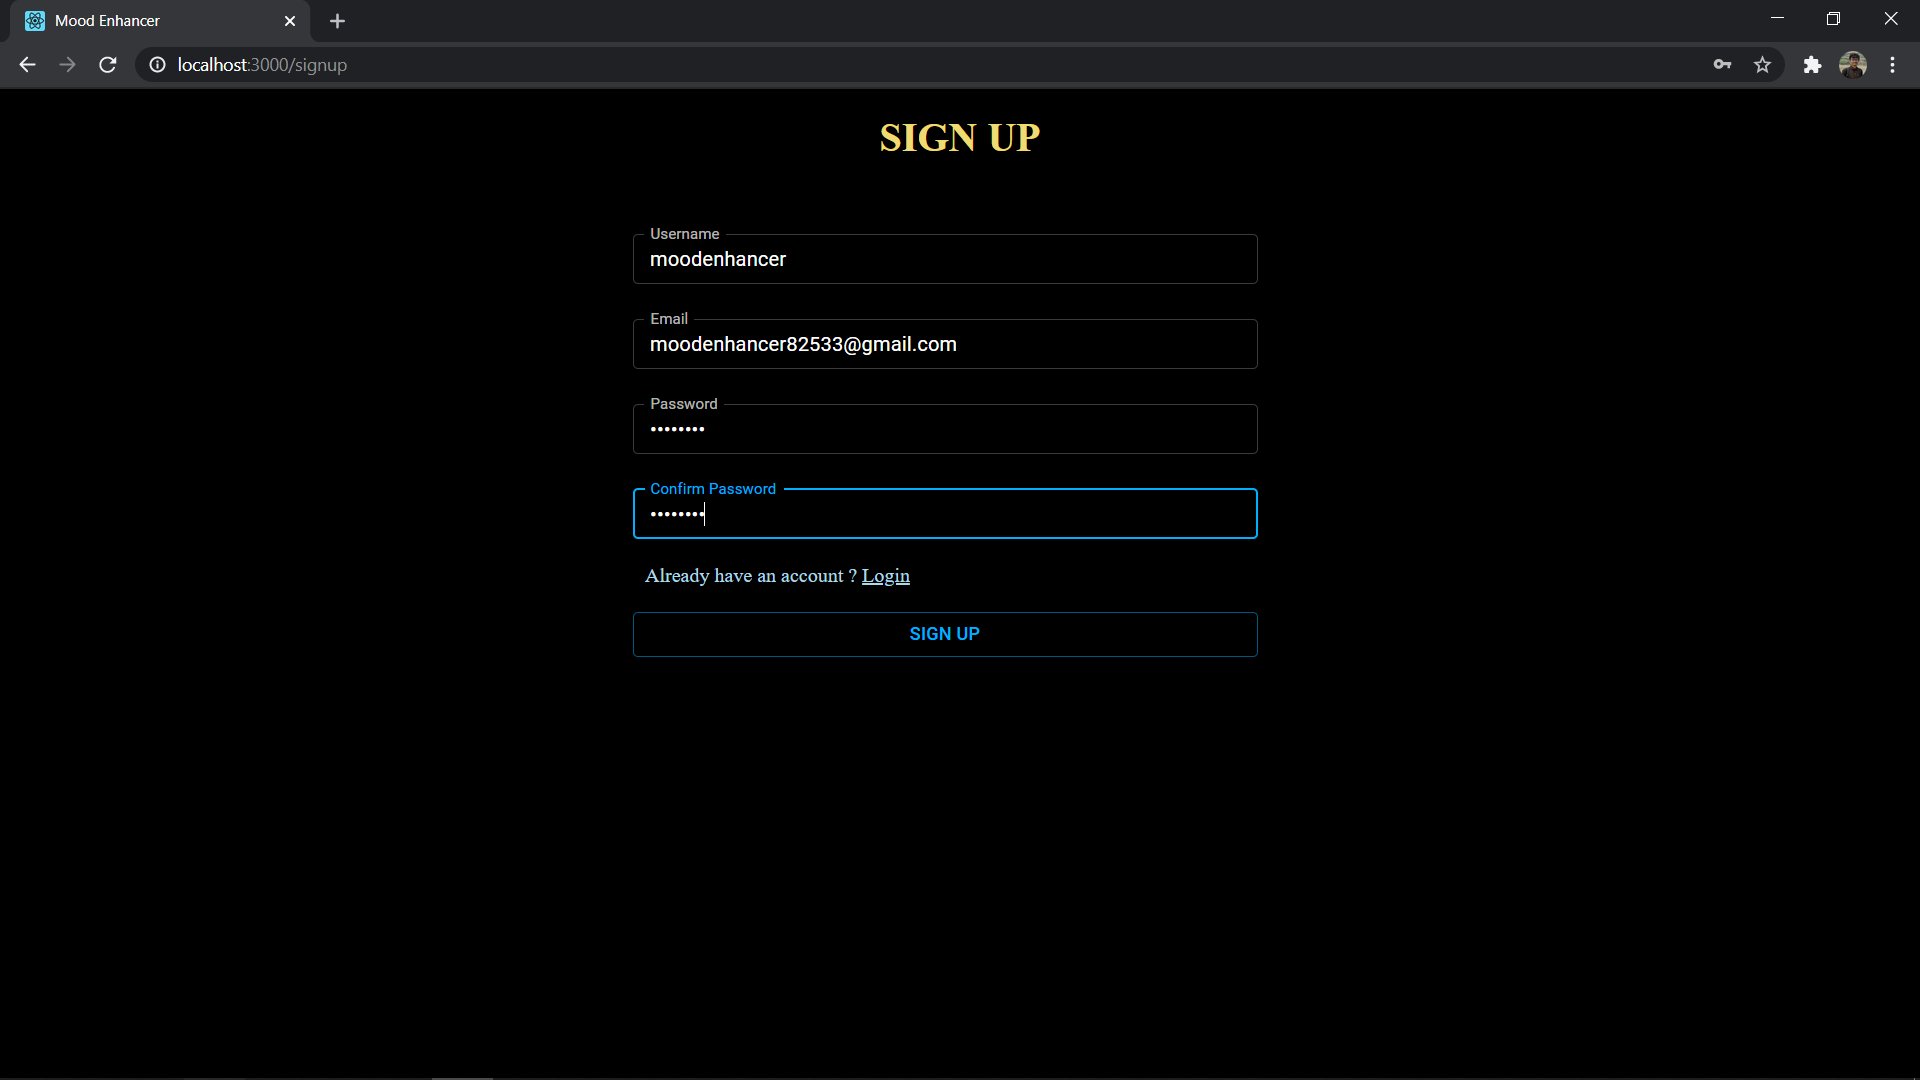 Mood Enhancer
localhost:3000/signup
SIGN UP
Username
moodenhancer
Email
moodenhancer82533@gmail.com
Password
••••••••
Confirm Password
••••••••
Already have an account ? Login
SIGN UP